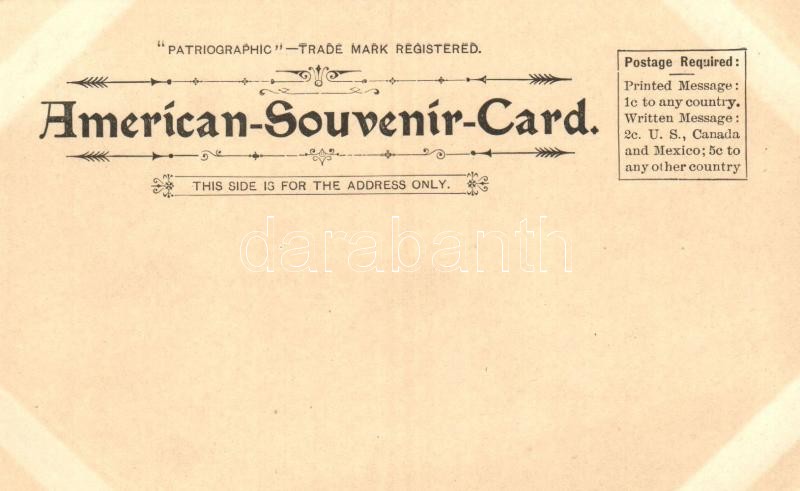 "PATRIOGRAPHIC"—TRADE MARK REGISTERED.
American-Souvenir-Card.
THIS SIDE IS FOR THE ADDRESS ONLY.
Postage Required:
Printed Message:
1c to any country.
Written Message:
2c. U. S., Canada
and Mexico; 5c to
any other country
darabanth